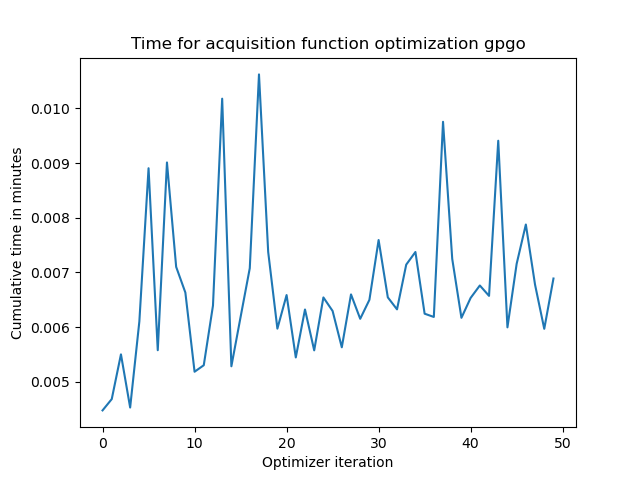 Time for acquisition function optimization gpgo
Cumulative time in minutes
0.010
0.009
0.008
0.007
0.006
0.005
0 10 20 30 40 50
Optimizer iteration